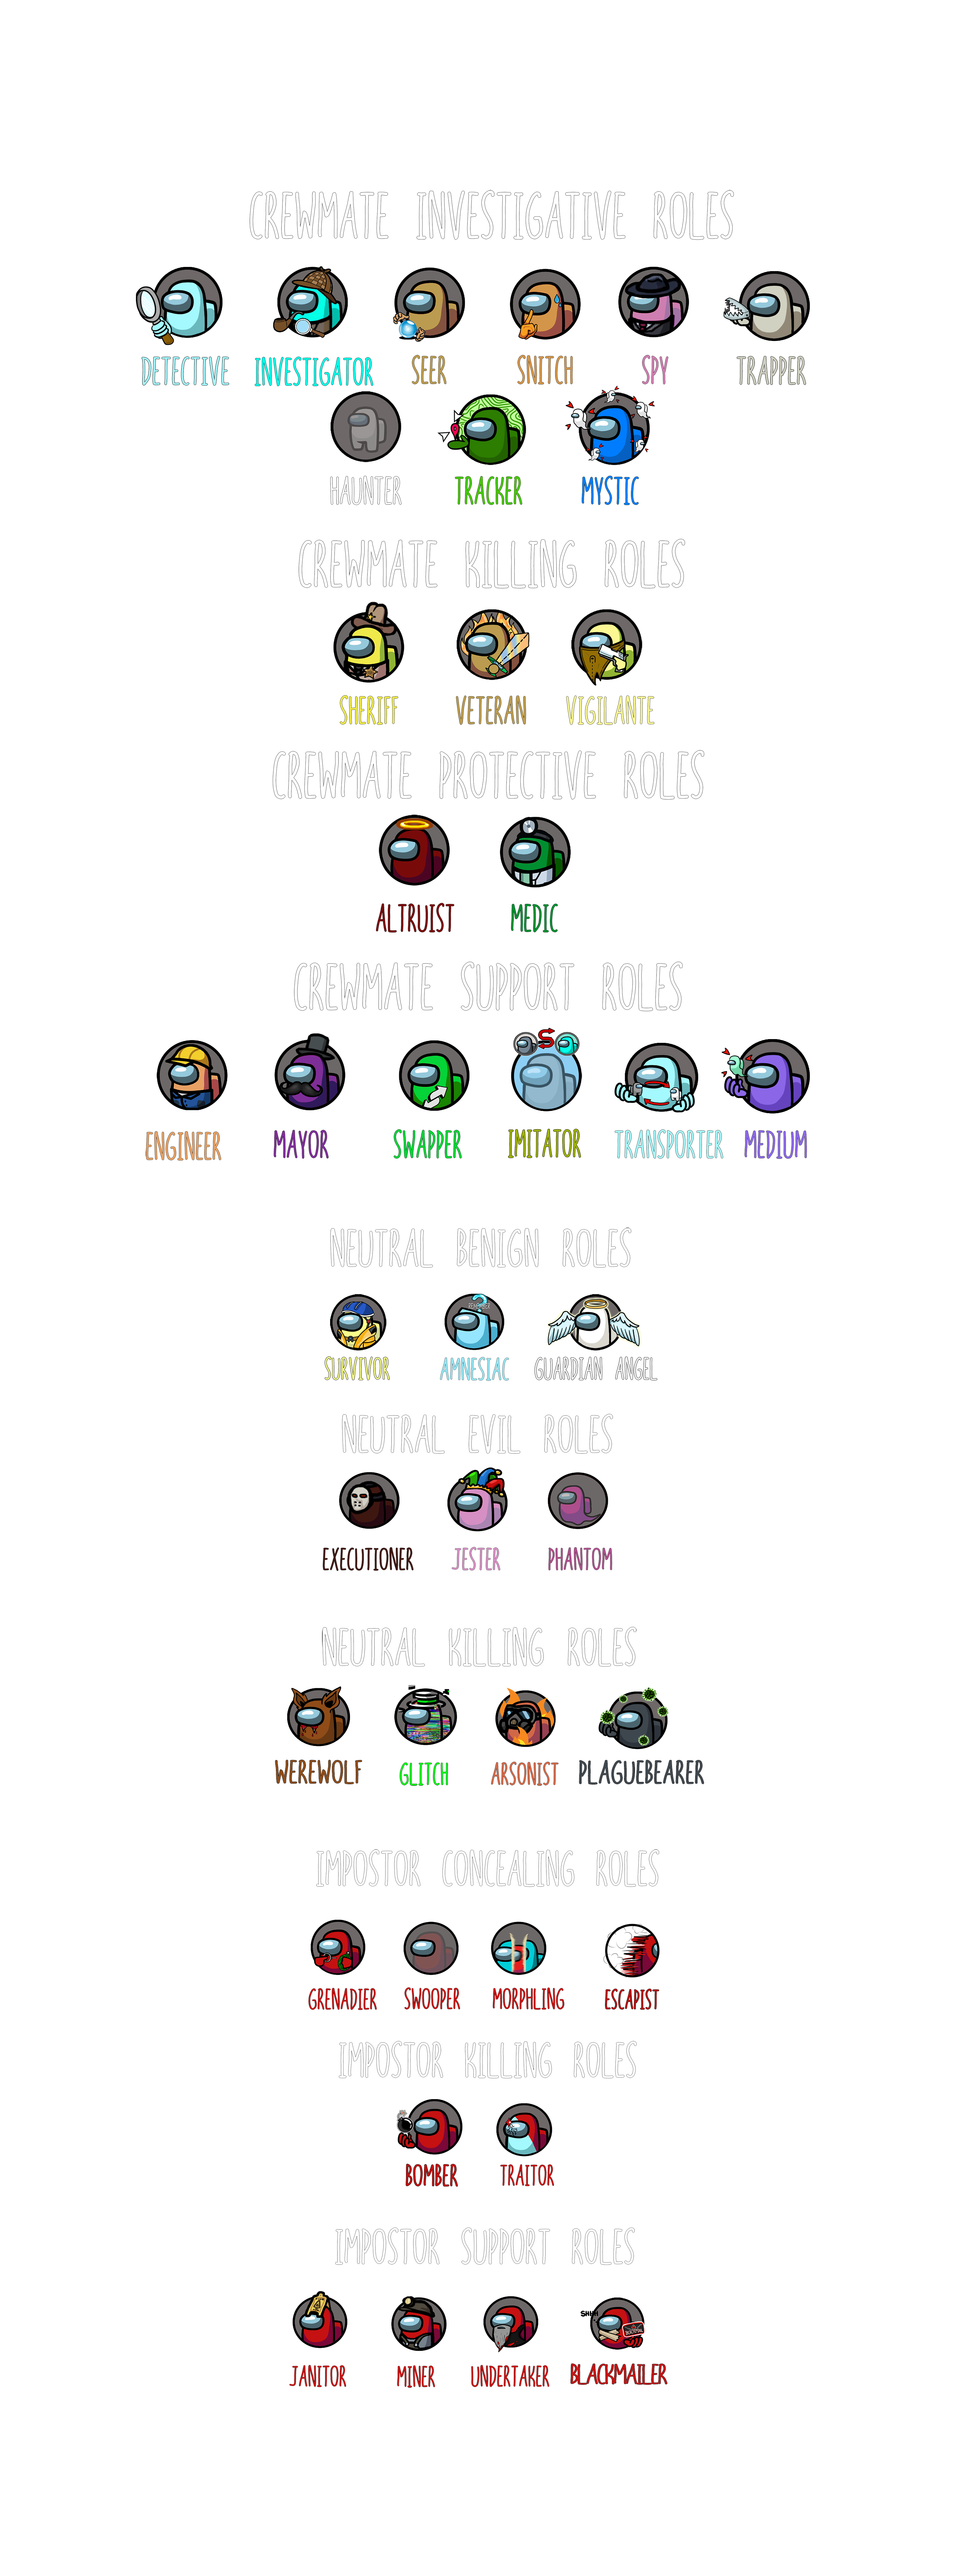 CREWMATE INVESTIGATIVE ROLES
DETECTIVE INVESTIGATOR SEER SNITCH SPY TRAPPER
HAUNTER TRACKER MYSTIC
CREWMATE KILLING ROLES
SHERIFF VETERAN VIGILANTE
CREWMATE PROTECTIVE ROLES
ALTRUIST MEDIC
CREWMATE SUPPORT ROLES
ENGINEER MAYOR SWAPPER IMITATOR TRANSPORTER MEDIUM
NEUTRAL BENIGN ROLES
SURVIVOR AMNESIAC GUARDIAN ANGEL
NEUTRAL EVIL ROLES
EXECUTIONER JESTER PHANTOM
NEUTRAL KILLING ROLES
WEREWOLF GLITCH ARSONIST PLAGUEBEARER
IMPOSTOR CONCEALING ROLES
GRENADIER SWOOPER MORPHLING ESCAPIST
IMPOSTOR KILLING ROLES
BOMBER TRAITOR
IMPOSTOR SUPPORT ROLES
JANITOR MINER UNDERTAKER BLACKMAILER